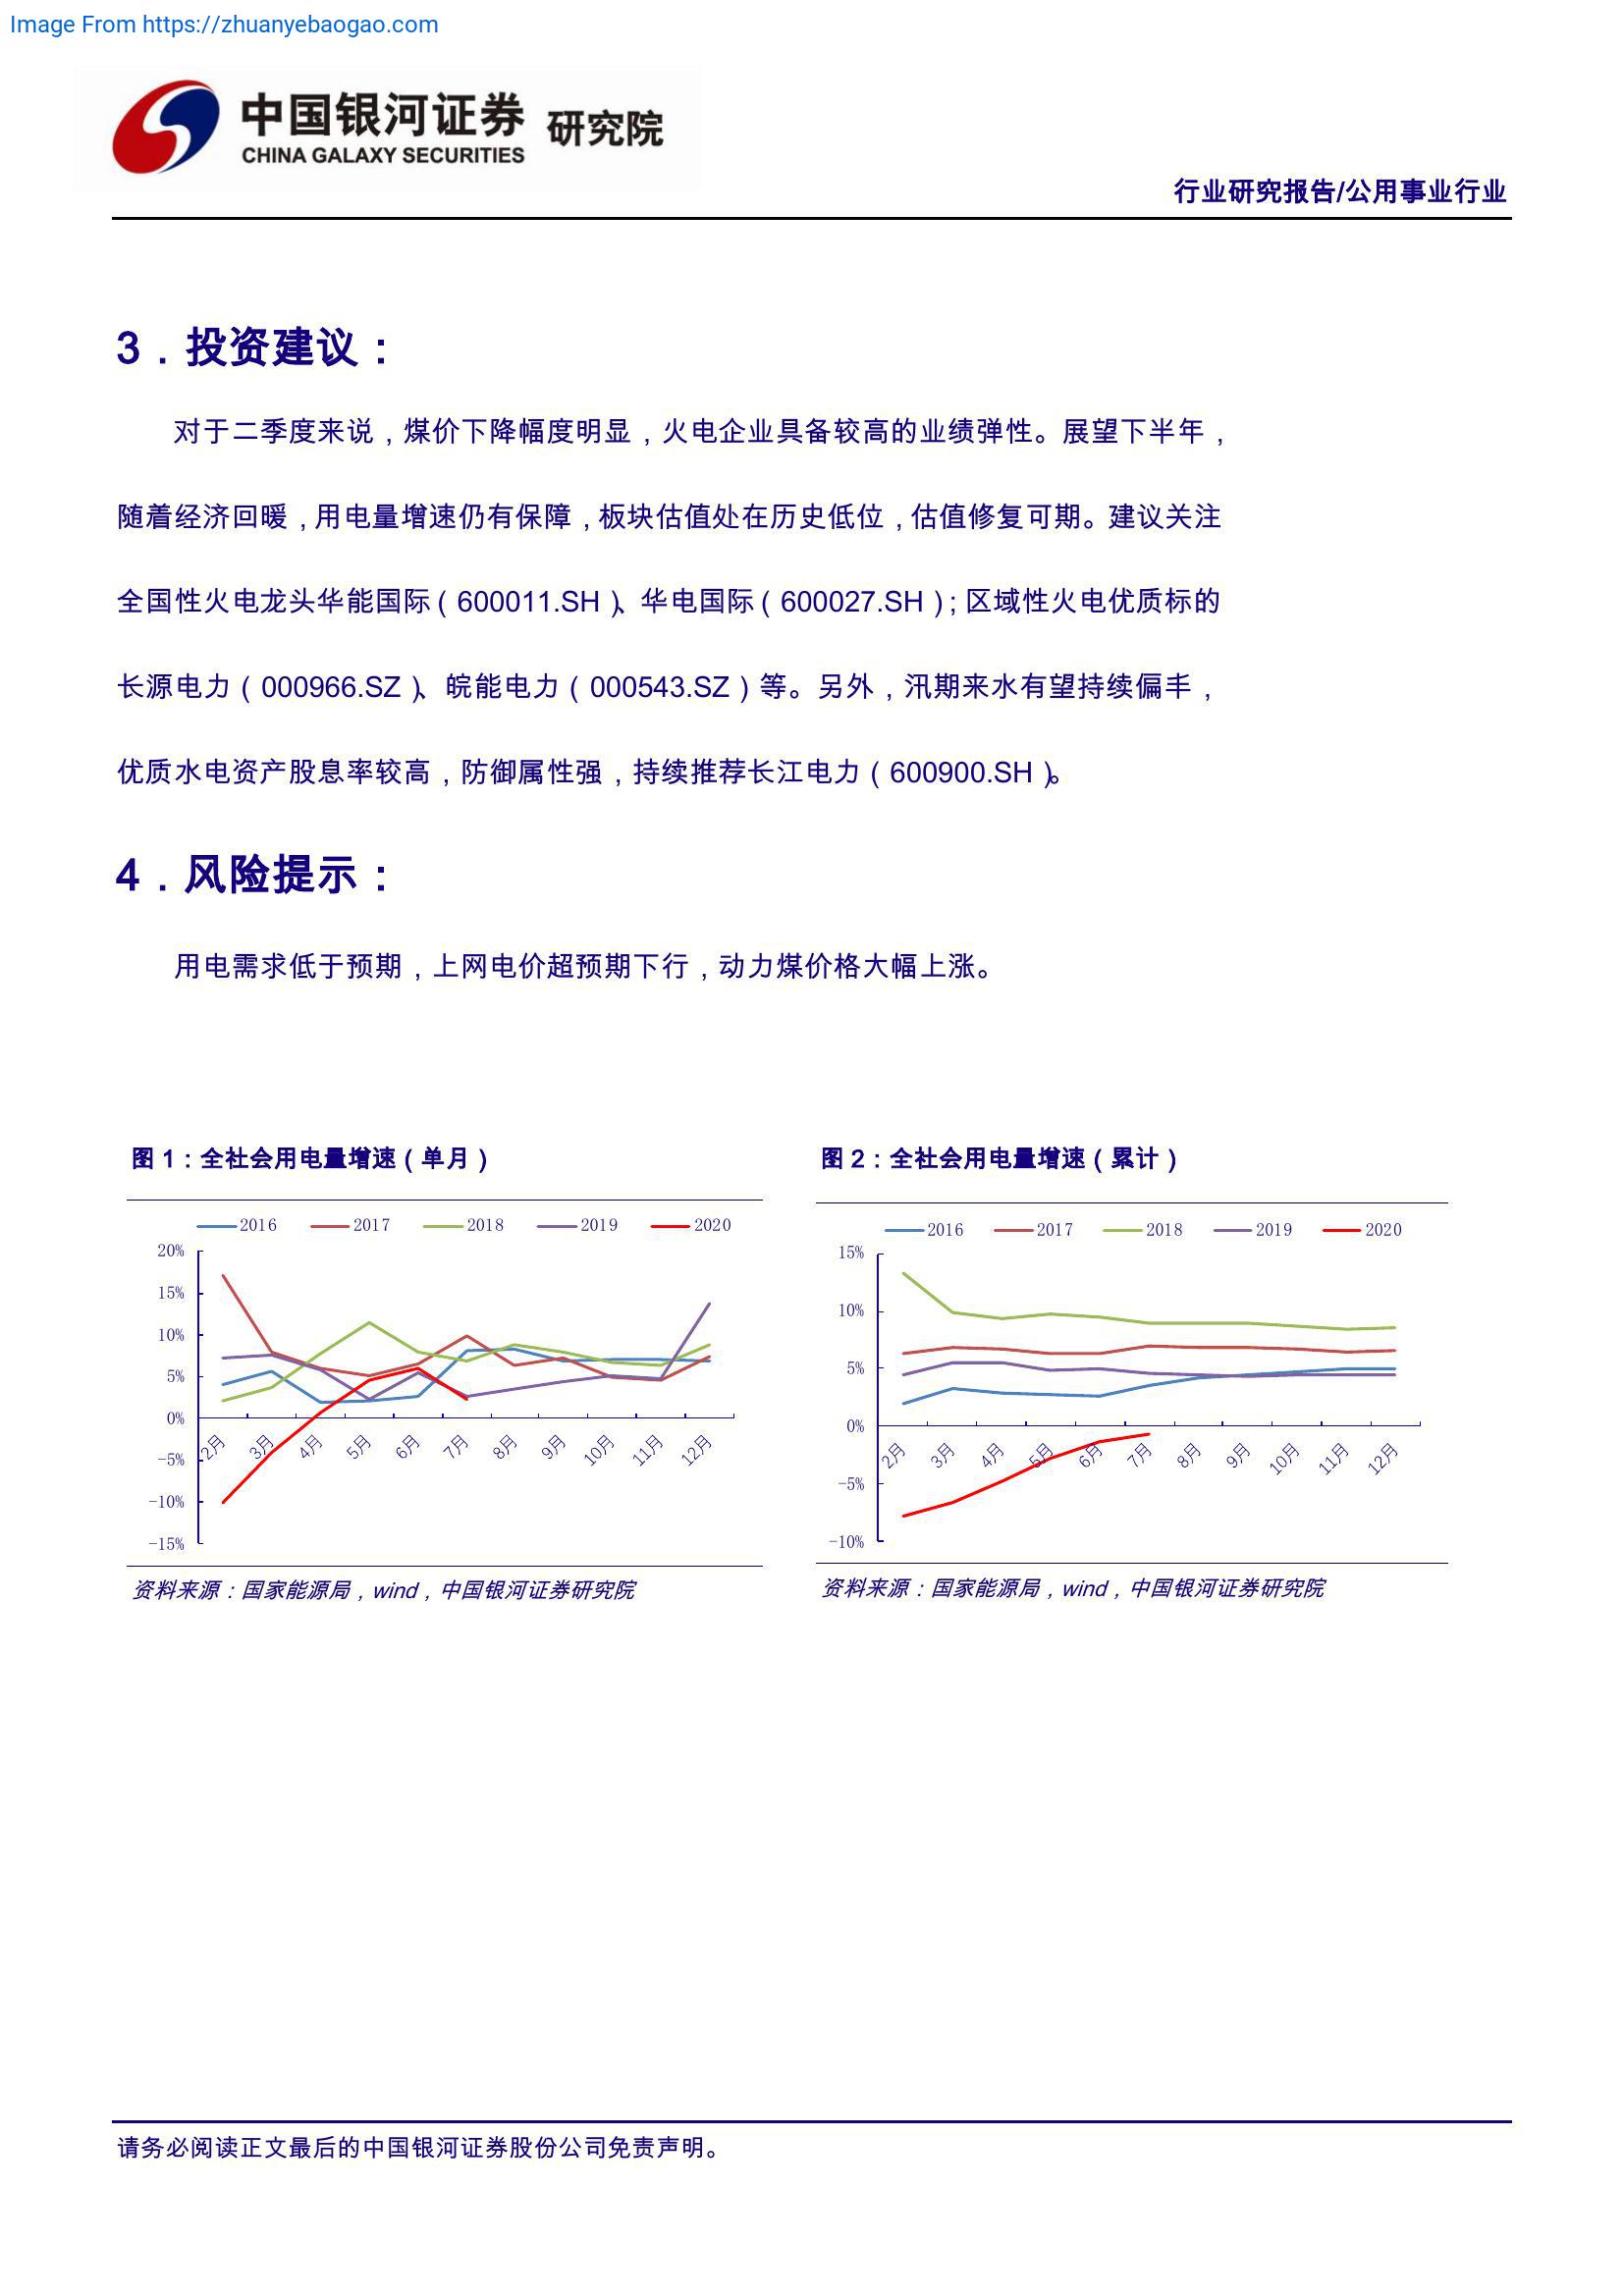 Image From https://zhuanyebaogao.com
中国银河证券 研究院
CHINA GALAXY SECURITIES
行业研究报告/公用事业行业
3．投资建议：
对于二季度来说，煤价下降幅度明显，火电企业具备较高的业绩弹性。展望下半年，
随着经济回暖，用电量增速仍有保障，板块估值处在历史低位，估值修复可期。建议关注
全国性火电龙头华能国际（600011.SH）、华电国际（600027.SH）；区域性火电优质标的
长源电力（000966.SZ）、皖能电力（000543.SZ）等。另外，汛期来水有望持续偏丰，
优质水电资产股息率较高，防御属性强，持续推荐长江电力（600900.SH）。
4．风险提示：
用电需求低于预期，上网电价超预期下行，动力煤价格大幅上涨。
图 1：全社会用电量增速（单月）
2016 2017 2018 2019 2020
20%
15%
10%
5%
0%
-5%
-10%
-15%
2月 3月 4月 5月 6月 7月 8月 9月 10月 11月 12月
资料来源：国家能源局，wind，中国银河证券研究院
图 2：全社会用电量增速（累计）
2016 2017 2018 2019 2020
15%
10%
5%
0%
-5%
-10%
2月 3月 4月 5月 6月 7月 8月 9月 10月 11月 12月
资料来源：国家能源局，wind，中国银河证券研究院
请务必阅读正文最后的中国银河证券股份公司免责声明。